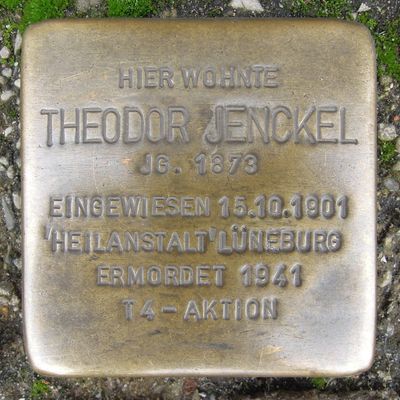 HIER WOHNTE
THEODOR JENCKEL
JG. 1873
EINGEWIESEN 15.10.1901
'HEILANSTALT' LÜNEBURG
ERMORDET 1941
T4-AKTION